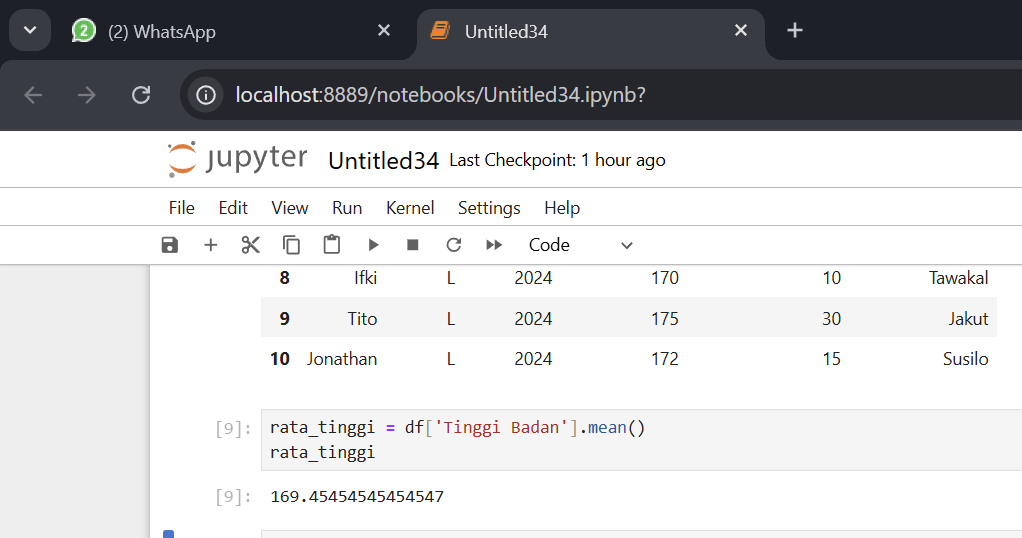 2 (2) WhatsApp Untitled34
localhost:8889/notebooks/Untitled34.ipynb?
jupyter Untitled34 Last Checkpoint: 1 hour ago
File Edit View Run Kernel Settings Help
Code
8 Ifki L 2024 170 10 Tawakal
9 Tito L 2024 175 30 Jakut
10 Jonathan L 2024 172 15 Susilo
[9]: rata_tinggi = df['Tinggi Badan'].mean()
rata_tinggi
[9]: 169.45454545454547